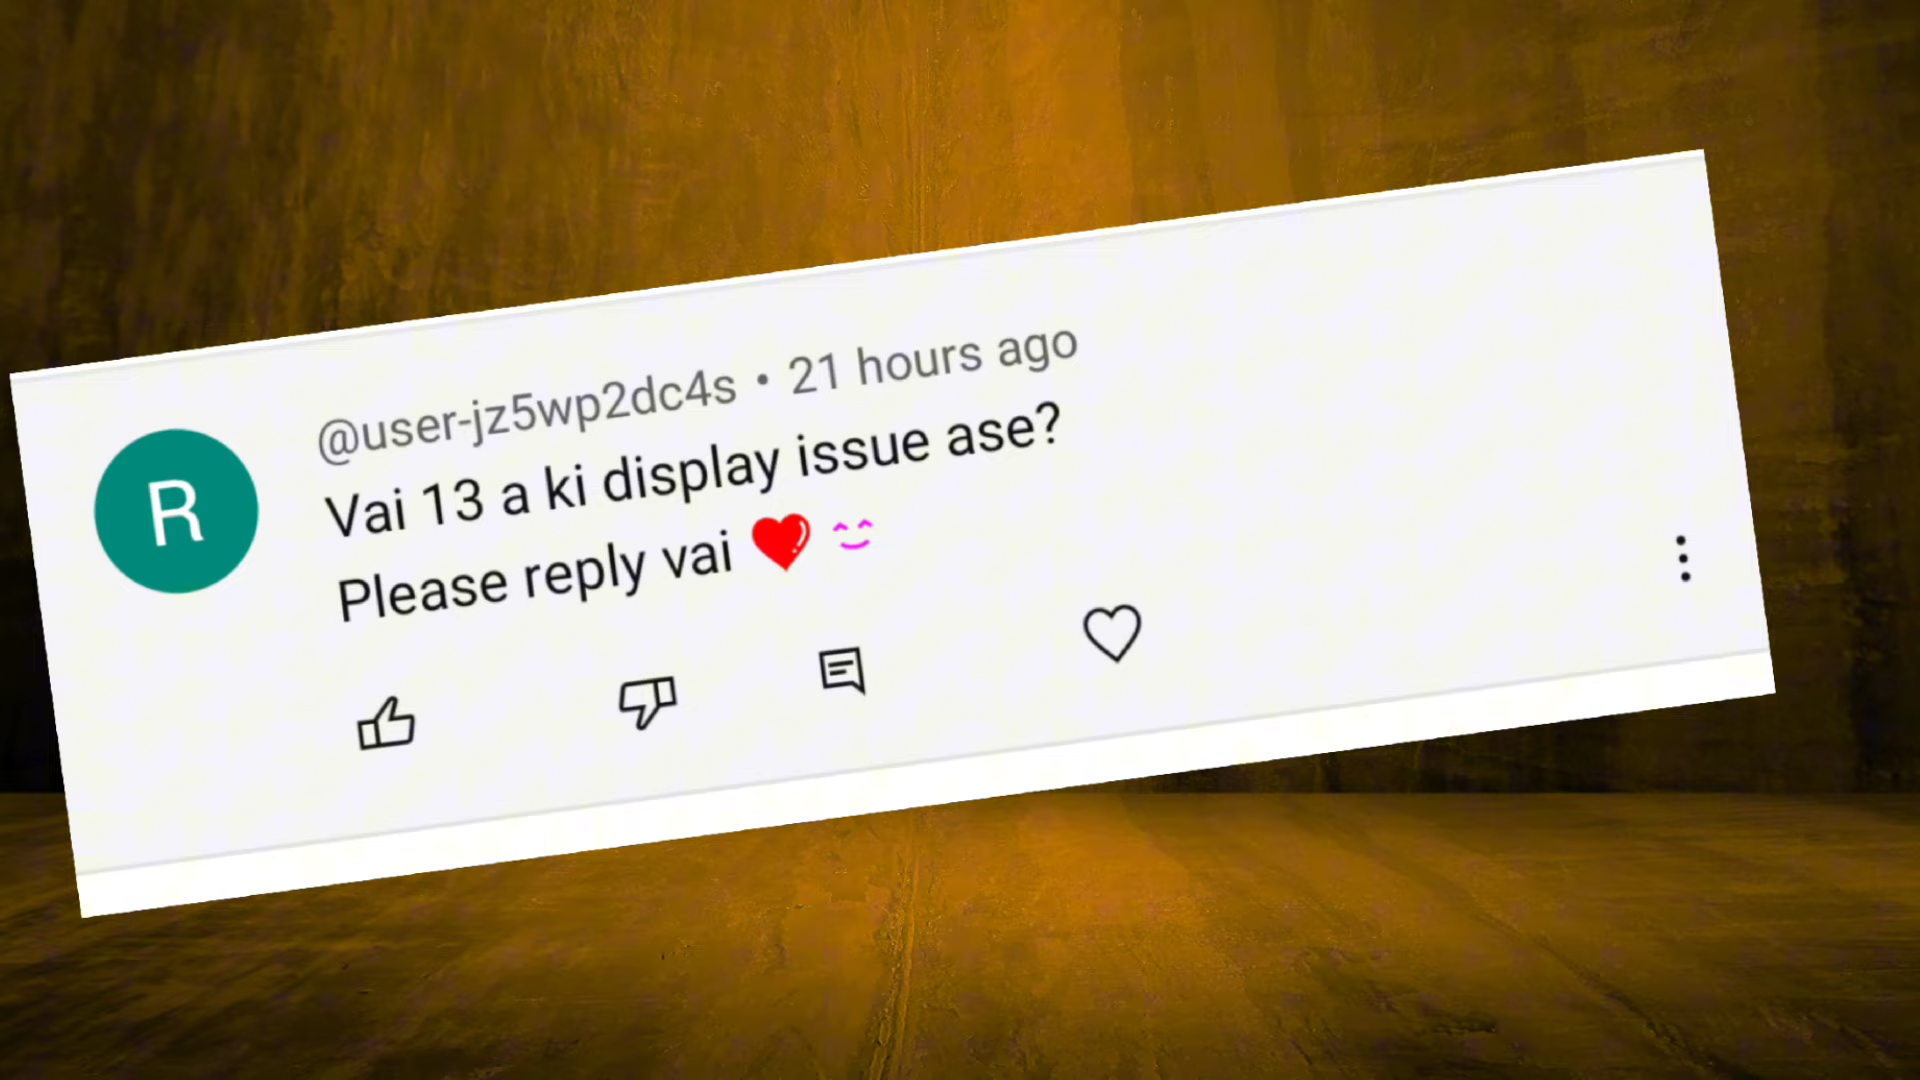 R
@user-jz5wp2dc4s • 21 hours ago
Vai 13 a ki display issue ase?
Please reply vai ❤️ 😊